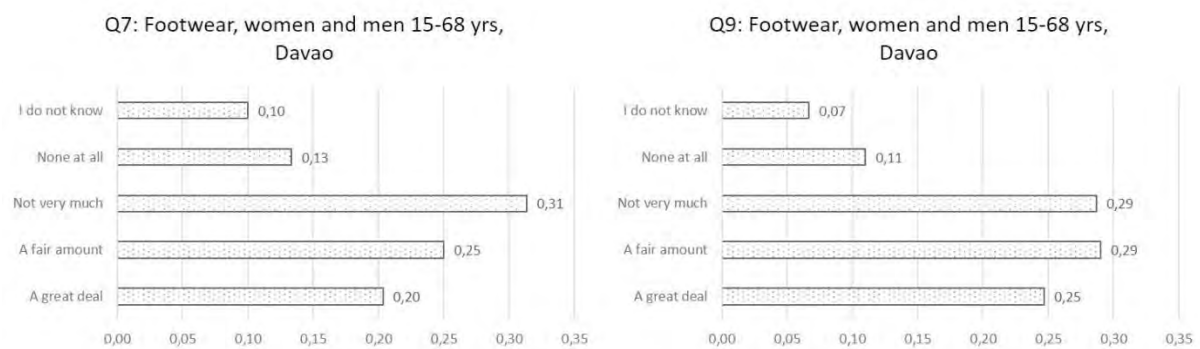 Q7: Footwear, women and men 15-68 yrs,
Davao
I do not know 0,10
None at all 0,13
Not very much 0,31
A fair amount 0,25
A great deal 0,20
0,00 0,05 0,10 0,15 0,20 0,25 0,30 0,35
Q9: Footwear, women and men 15-68 yrs,
Davao
I do not know 0,07
None at all 0,11
Not very much 0,29
A fair amount 0,29
A great deal 0,25
0,00 0,05 0,10 0,15 0,20 0,25 0,30 0,35